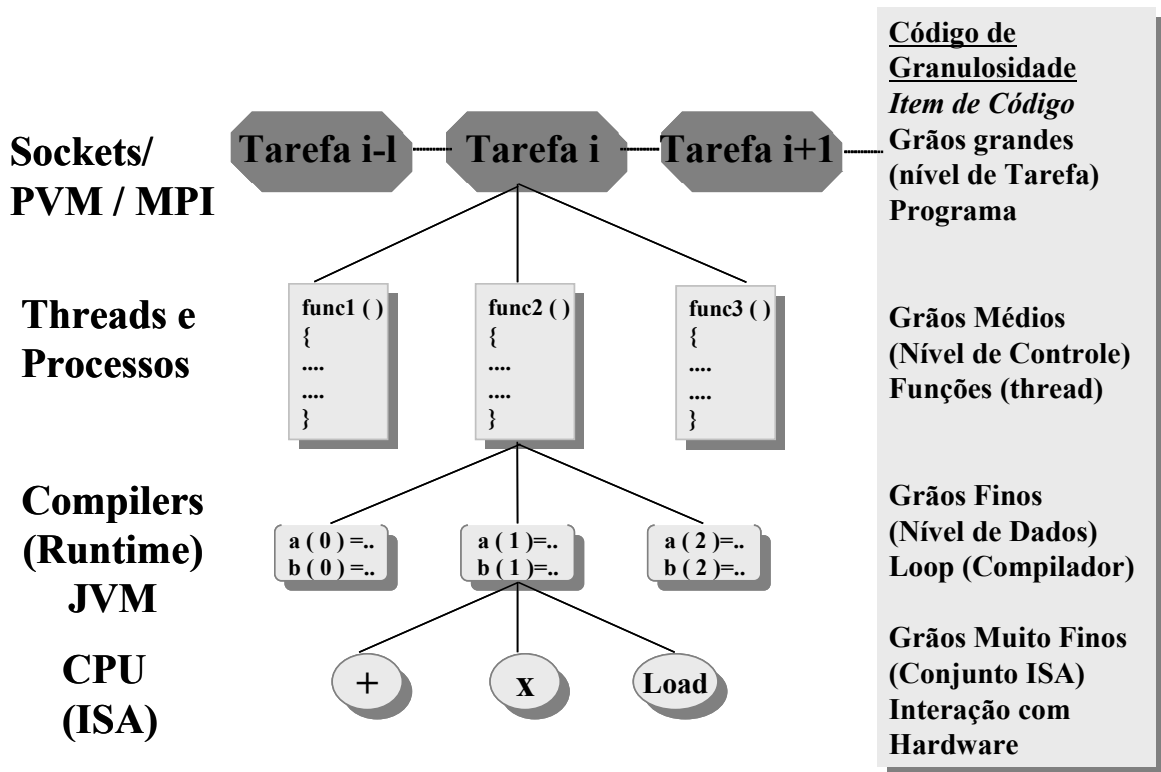 Sockets/
PVM / MPI
Tarefa i-l
Tarefa i
Tarefa i+1
Código de
Granulosidade
Item de Código
Grãos grandes
(nível de Tarefa)
Programa
Threads e
Processos
func1 ( )
{
....
....
}
func2 ( )
{
....
....
}
func3 ( )
{
....
....
}
Grãos Médios
(Nível de Controle)
Funções (thread)
Compilers
(Runtime)
JVM
a ( 0 ) =..
b ( 0 ) =..
a ( 1 )=..
b ( 1 )=..
a ( 2 )=..
b ( 2 )=..
Grãos Finos
(Nível de Dados)
Loop (Compilador)
CPU
(ISA)
+
x
Load
Grãos Muito Finos
(Conjunto ISA)
Interação com
Hardware